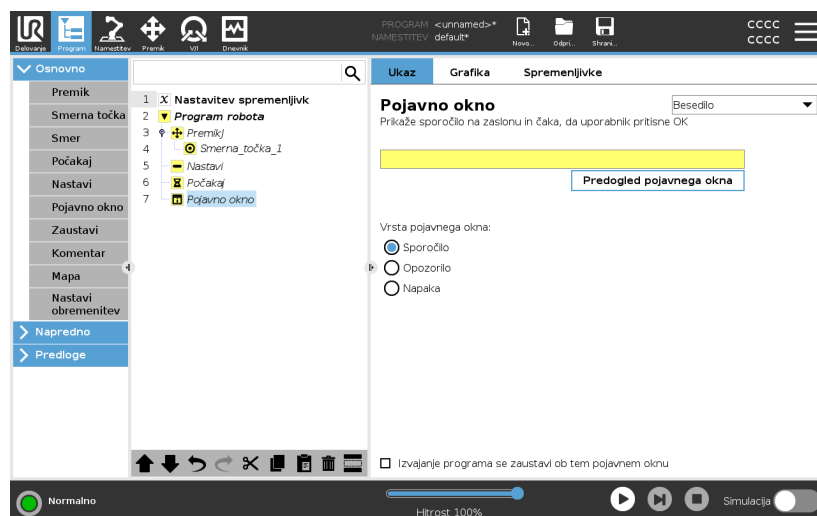 PROGRAM <unnamed>*
NAMESTITEV default*
Delovanje Program Namestitev Premik V/I Dnevnik
Novo... Odpri... Shrani...
CCCC
CCCC
Osnovno
Premik
Smerna točka
Smer
Počakaj
Nastavi
Pojavno okno
Zaustavi
Komentar
Mapa
Nastavi
obremenitev
Napredno
Predloge
1 X Nastavitev spremenljivk
2 Program robota
3 PremikJ
4 Smerna_točka_1
5 Nastavi
6 Počakaj
7 Pojavno okno
Ukaz Grafika Spremenljivke
Pojavno okno
Besedilo
Prikaže sporočilo na zaslonu in čaka, da uporabnik pritisne OK
Predogled pojavnega okna
Vrsta pojavnega okna:
Sporočilo
Opozorilo
Napaka
Izvajanje programa se zaustavi ob tem pojavnem oknu
Normalno
Hitrost 100%
Simulacija